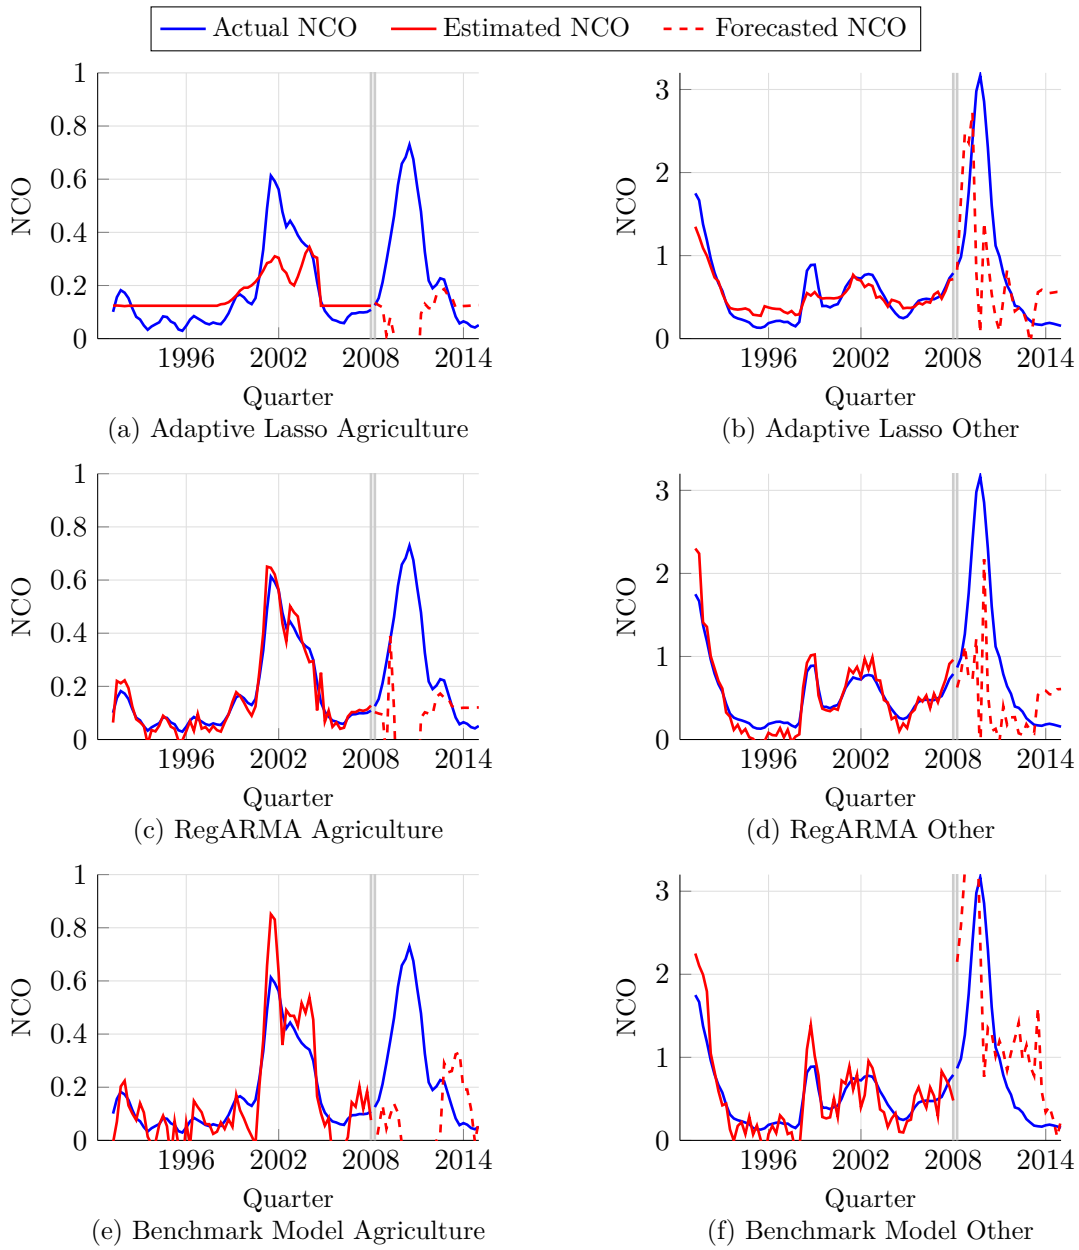 Actual NCO Estimated NCO Forecasted NCO
1
0.8
0.6
0.4
0.2
0
NCO
1996 2002 2008 2014
Quarter
(a) Adaptive Lasso Agriculture
3
2
1
0
NCO
1996 2002 2008 2014
Quarter
(b) Adaptive Lasso Other
1
0.8
0.6
0.4
0.2
0
NCO
1996 2002 2008 2014
Quarter
(c) RegARMA Agriculture
3
2
1
0
NCO
1996 2002 2008 2014
Quarter
(d) RegARMA Other
1
0.8
0.6
0.4
0.2
0
NCO
1996 2002 2008 2014
Quarter
(e) Benchmark Model Agriculture
3
2
1
0
NCO
1996 2002 2008 2014
Quarter
(f) Benchmark Model Other